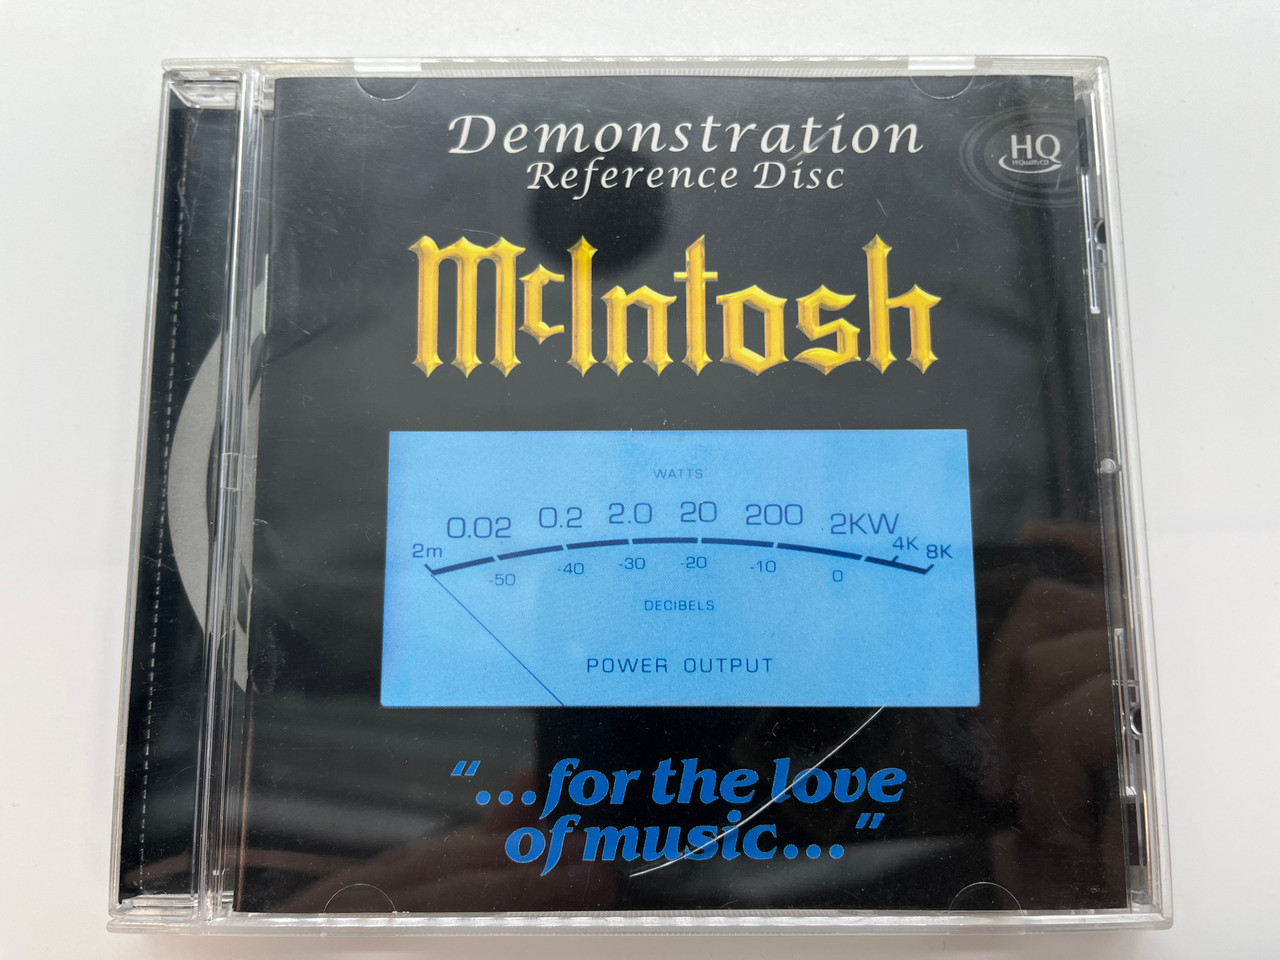 Demonstration
Reference Disc
HQ
HiQualityCD
McIntosh
WATTS
0.02 0.2 2.0 20 200 2KW
2m 4K 8K
-50 -40 -30 -20 -10 0
DECIBELS
POWER OUTPUT
“...for the love
of music...”